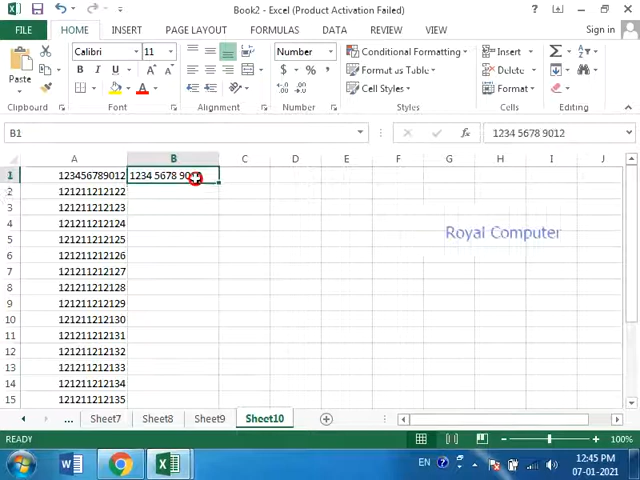 Book2 - Excel (Product Activation Failed)
FILE HOME INSERT PAGE LAYOUT FORMULAS DATA REVIEW VIEW Sign in
Paste Calibri 11 Number Conditional Formatting Insert
B I U $ % Format as Table Delete
A Cell Styles Format
Clipboard Font Alignment Number Styles Cells Editing
B1 1234 5678 9012
A B C D E F G H I J
1 123456789012 1234 5678
2 121211212122
3 121211212123
4 121211212124
5 121211212125
6 121211212126
7 121211212127
8 121211212128
9 121211212129
10 121211212130
11 121211212131
12 121211212132
13 121211212133
14 121211212134
15 121211212135
Royal Computer
... Sheet7 Sheet8 Sheet9 Sheet10
READY 100%
EN 12:45 PM
07-01-2021